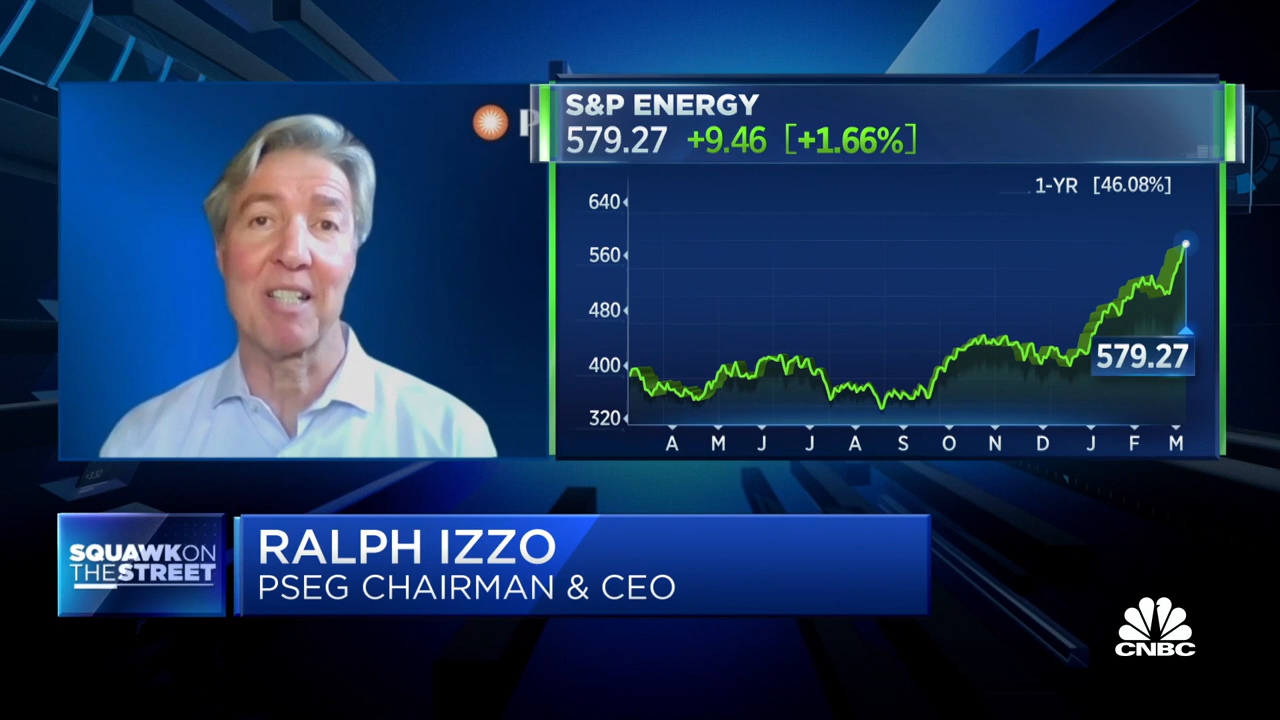 P
S&P ENERGY
579.27 +9.46 [+1.66%]
1-YR [46.08%]
640
560
480
400
320
579.27
A M J J A S O N D J F M
SQUAWK ON
THE STREET
RALPH IZZO
PSEG CHAIRMAN & CEO
CNBC